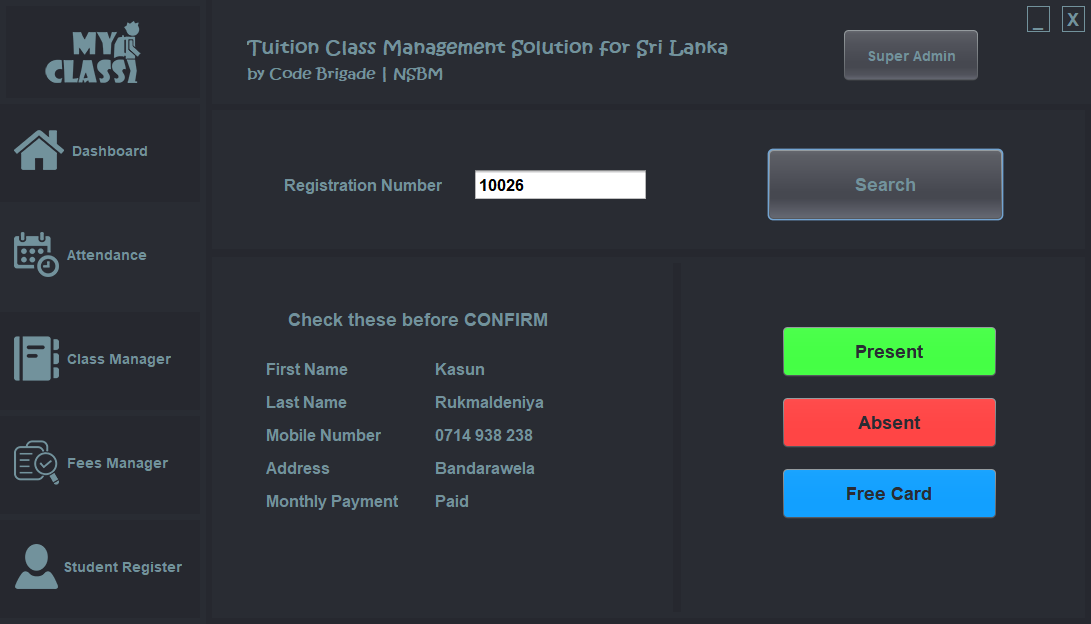 MY
CLASS
Tuition Class Management Solution for Sri Lanka
by Code Brigade | NSBM
Super Admin
_ X
Dashboard
Attendance
Class Manager
Fees Manager
Student Register
Registration Number 10026 Search
Check these before CONFIRM
First Name Kasun
Last Name Rukmaldeniya
Mobile Number 0714 938 238
Address Bandarawela
Monthly Payment Paid
Present
Absent
Free Card